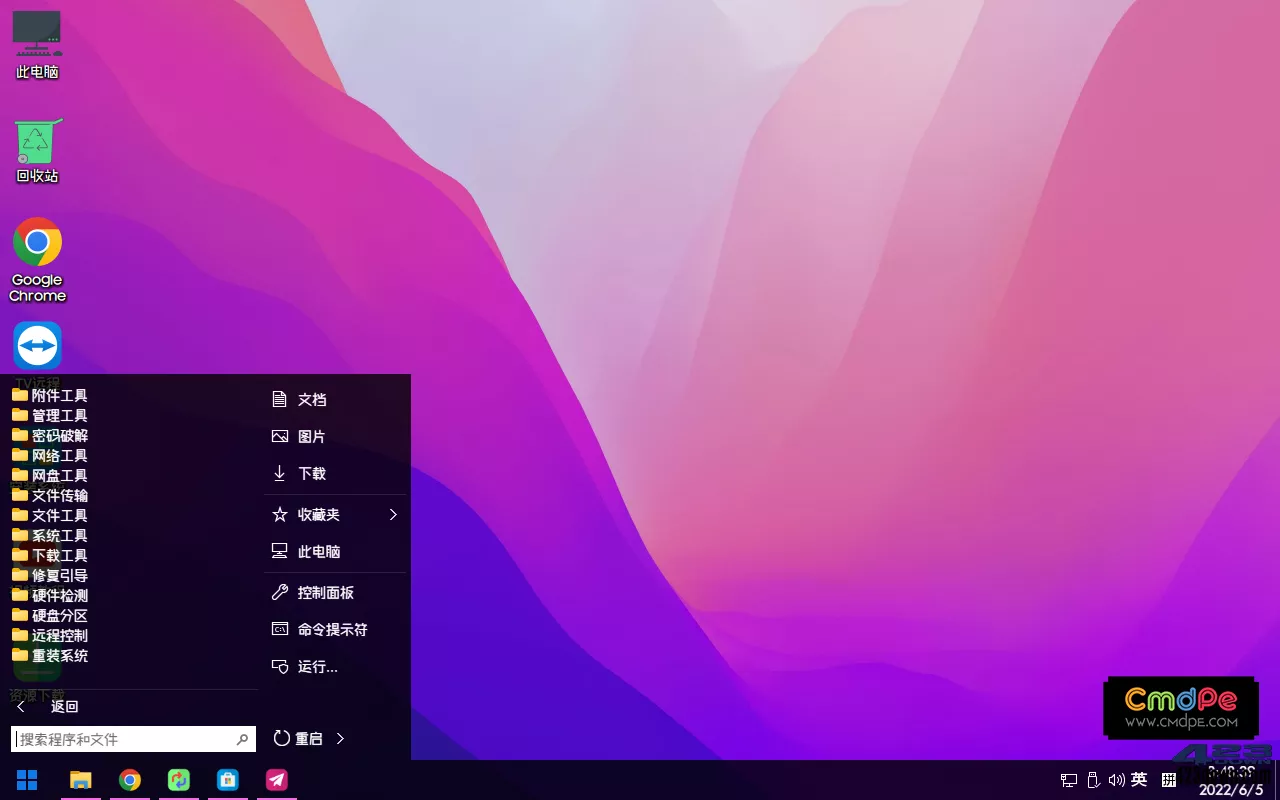 此电脑
回收站
Google
Chrome
TV远程
附件工具
管理工具
密码破解
网络工具
网盘工具
文件传输
文件工具
系统工具
下载工具
修复引导
硬件检测
硬盘分区
远程控制
重装系统
资源下载
返回
搜索程序和文件
文档
图片
下载
收藏夹
此电脑
控制面板
命令提示符
运行...
重启
CmdPe
WWW.CMDPE.COM
英
拼
2022/6/5